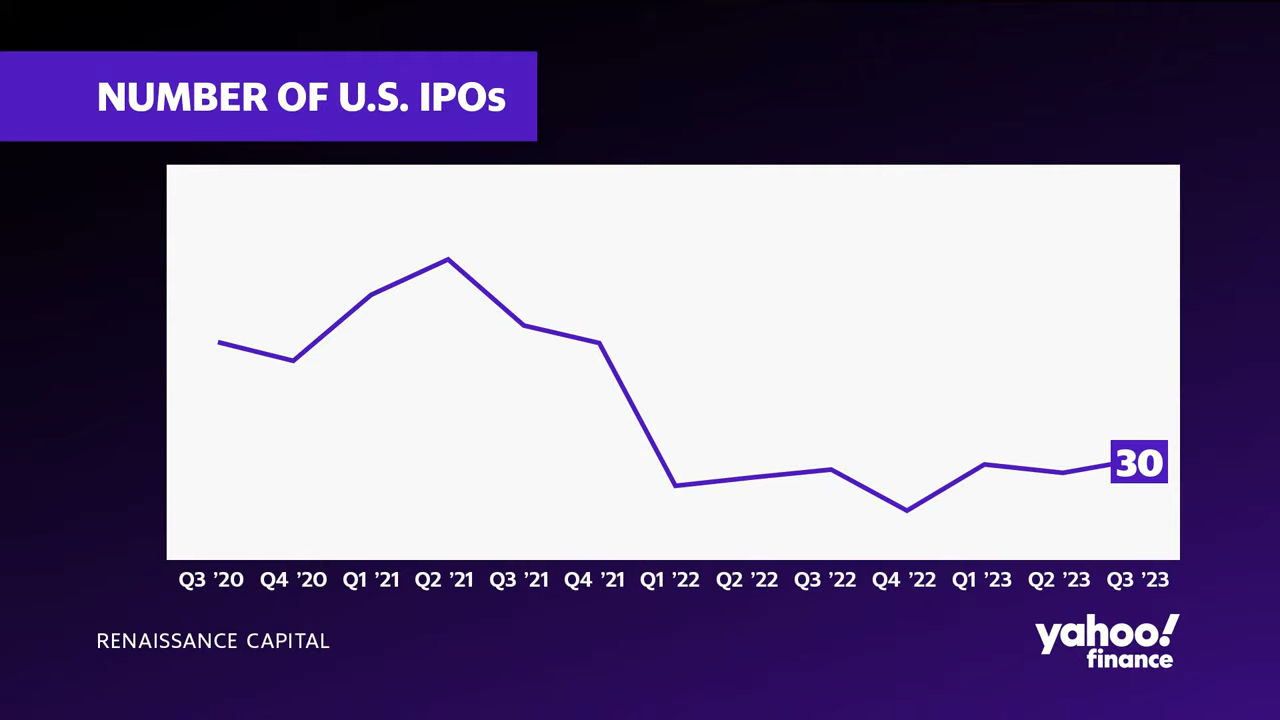 NUMBER OF U.S. IPOs
30
Q3 ’20 Q4 ’20 Q1 ’21 Q2 ’21 Q3 ’21 Q4 ’21 Q1 ’22 Q2 ’22 Q3 ’22 Q4 ’22 Q1 ’23 Q2 ’23 Q3 ’23
RENAISSANCE CAPITAL
yahoo!
finance